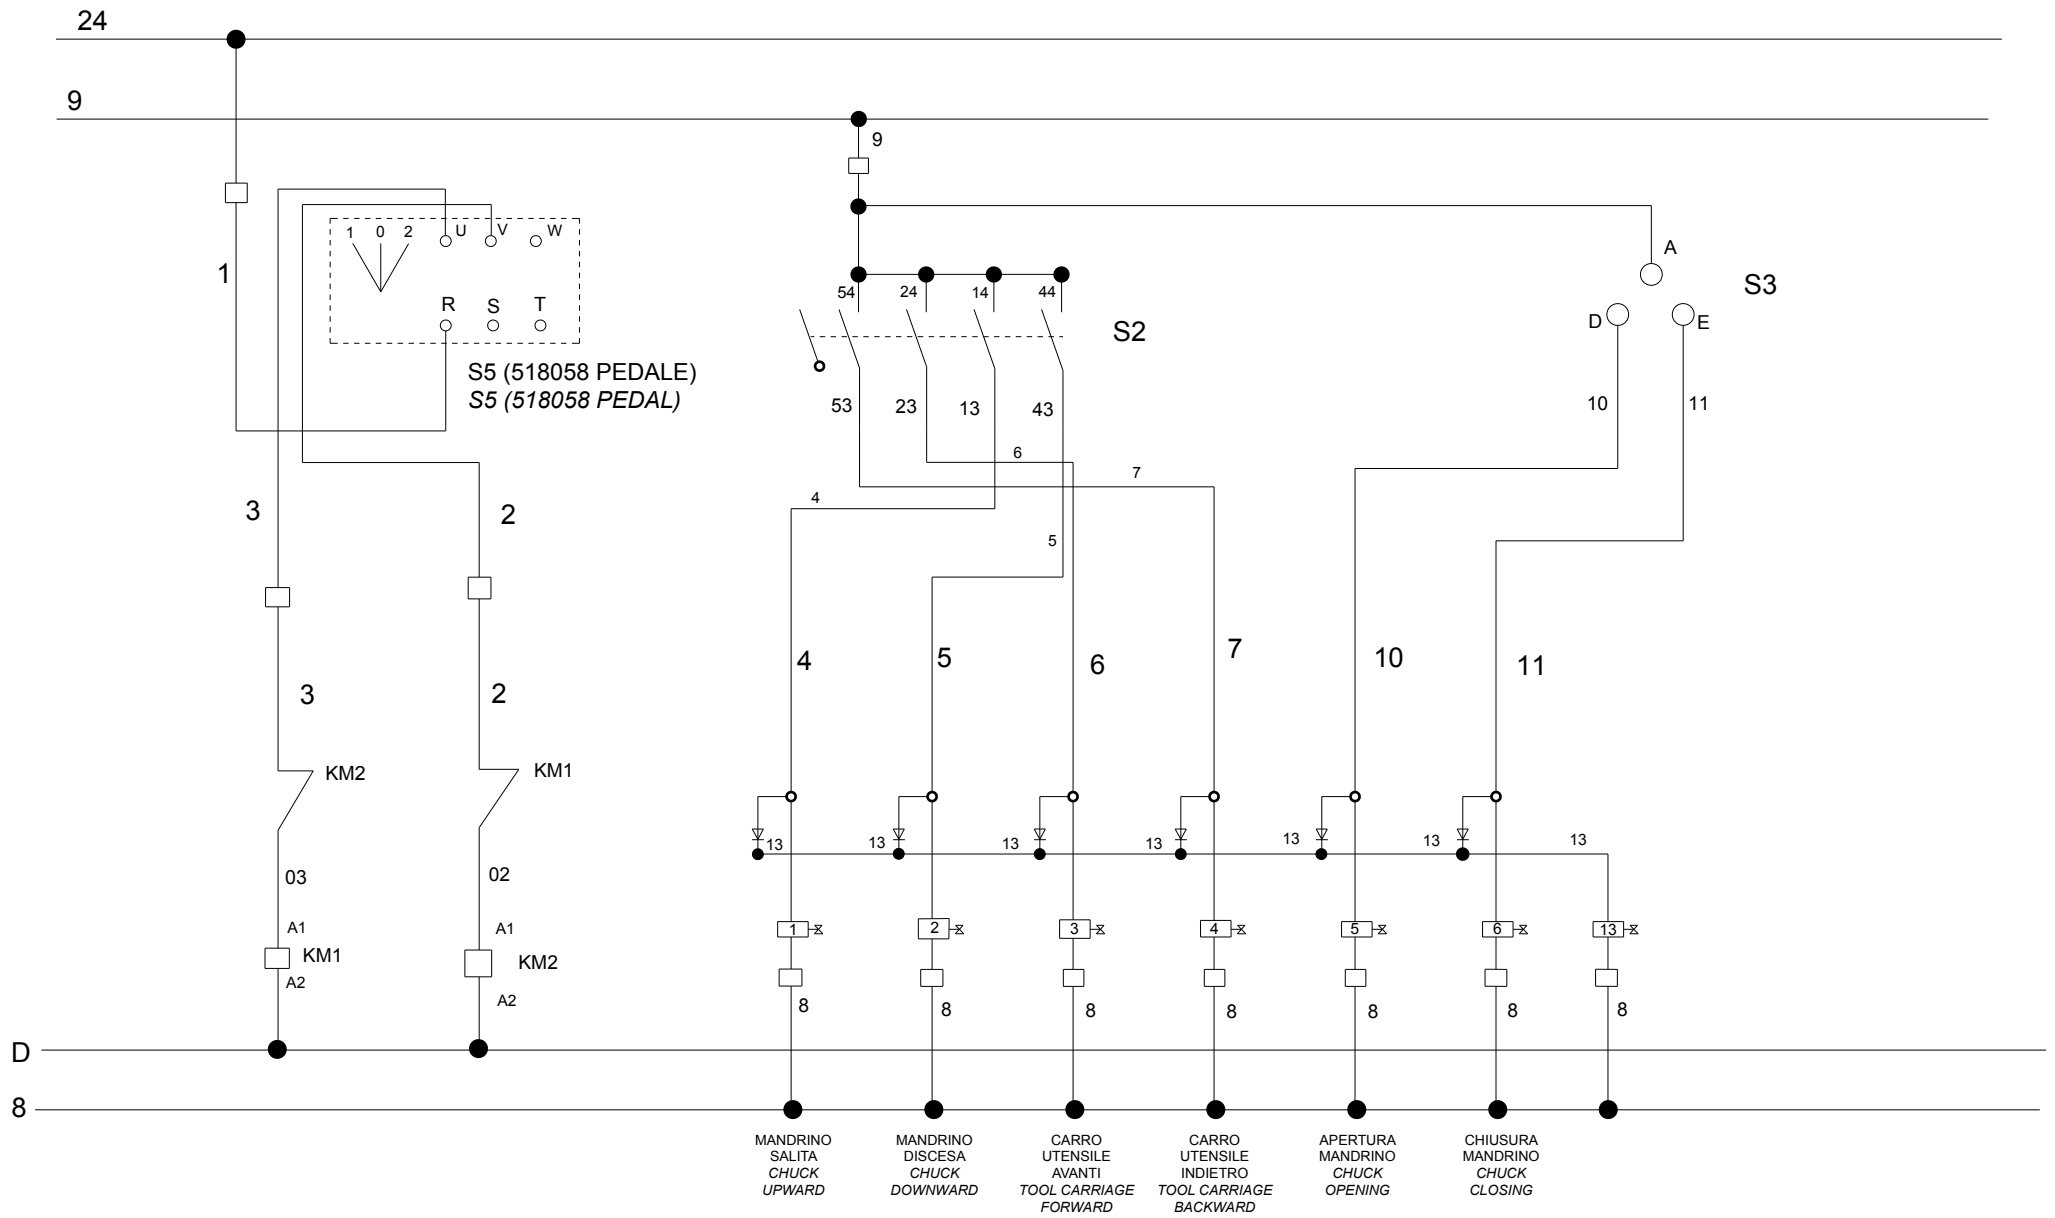 24
9
9
1 0 2 U V W
A
1
54 24 14 44
S3
R S T
D E
S2
S5 (518058 PEDALE)
S5 (518058 PEDAL)
53 23 13 43
10 11
6
7
4
3 2
5
4 5 6 7 10 11
3 2
KM2 KM1
13 13 13 13 13 13 13
03 02
A1 A1
1 2 3 4 5 6 13
KM1 KM2
A2 A2
8 8 8 8 8 8 8
D
8
MANDRINO
SALITA
CHUCK
UPWARD
MANDRINO
DISCESA
CHUCK
DOWNWARD
CARRO
UTENSILE
AVANTI
TOOL CARRIAGE
FORWARD
CARRO
UTENSILE
INDIETRO
TOOL CARRIAGE
BACKWARD
APERTURA
MANDRINO
CHUCK
OPENING
CHIUSURA
MANDRINO
CHUCK
CLOSING